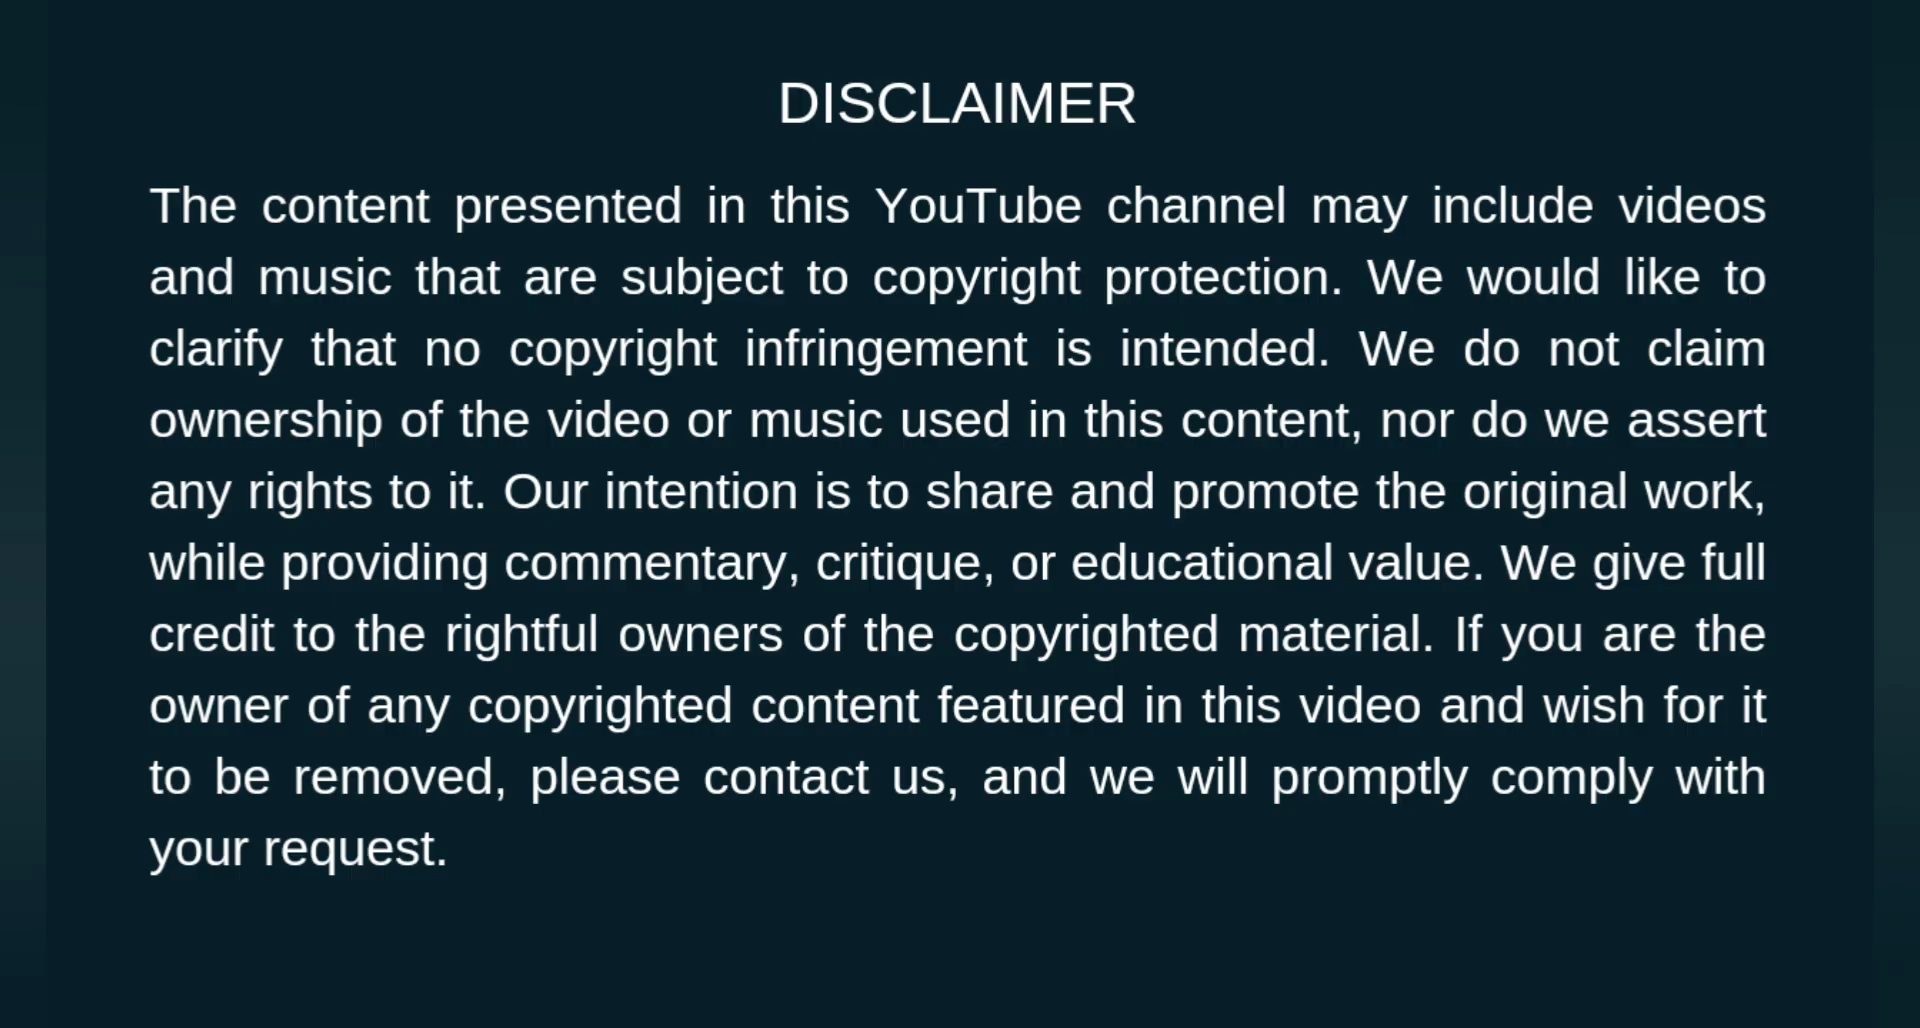 DISCLAIMER
The content presented in this YouTube channel may include videos
and music that are subject to copyright protection. We would like to
clarify that no copyright infringement is intended. We do not claim
ownership of the video or music used in this content, nor do we assert
any rights to it. Our intention is to share and promote the original work,
while providing commentary, critique, or educational value. We give full
credit to the rightful owners of the copyrighted material. If you are the
owner of any copyrighted content featured in this video and wish for it
to be removed, please contact us, and we will promptly comply with
your request.